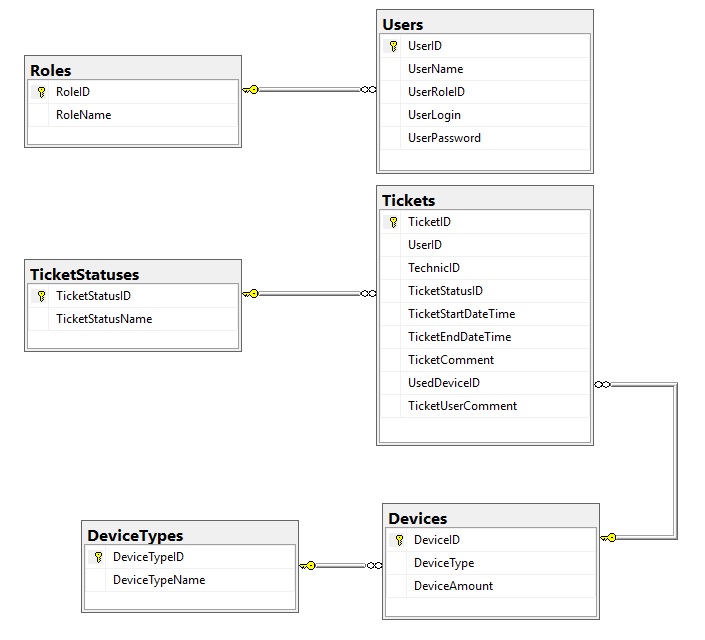 Roles
RoleID
RoleName
Users
UserID
UserName
UserRoleID
UserLogin
UserPassword
TicketStatuses
TicketStatusID
TicketStatusName
Tickets
TicketID
UserID
TechnicID
TicketStatusID
TicketStartDateTime
TicketEndDateTime
TicketComment
UsedDeviceID
TicketUserComment
DeviceTypes
DeviceTypeID
DeviceTypeName
Devices
DeviceID
DeviceType
DeviceAmount